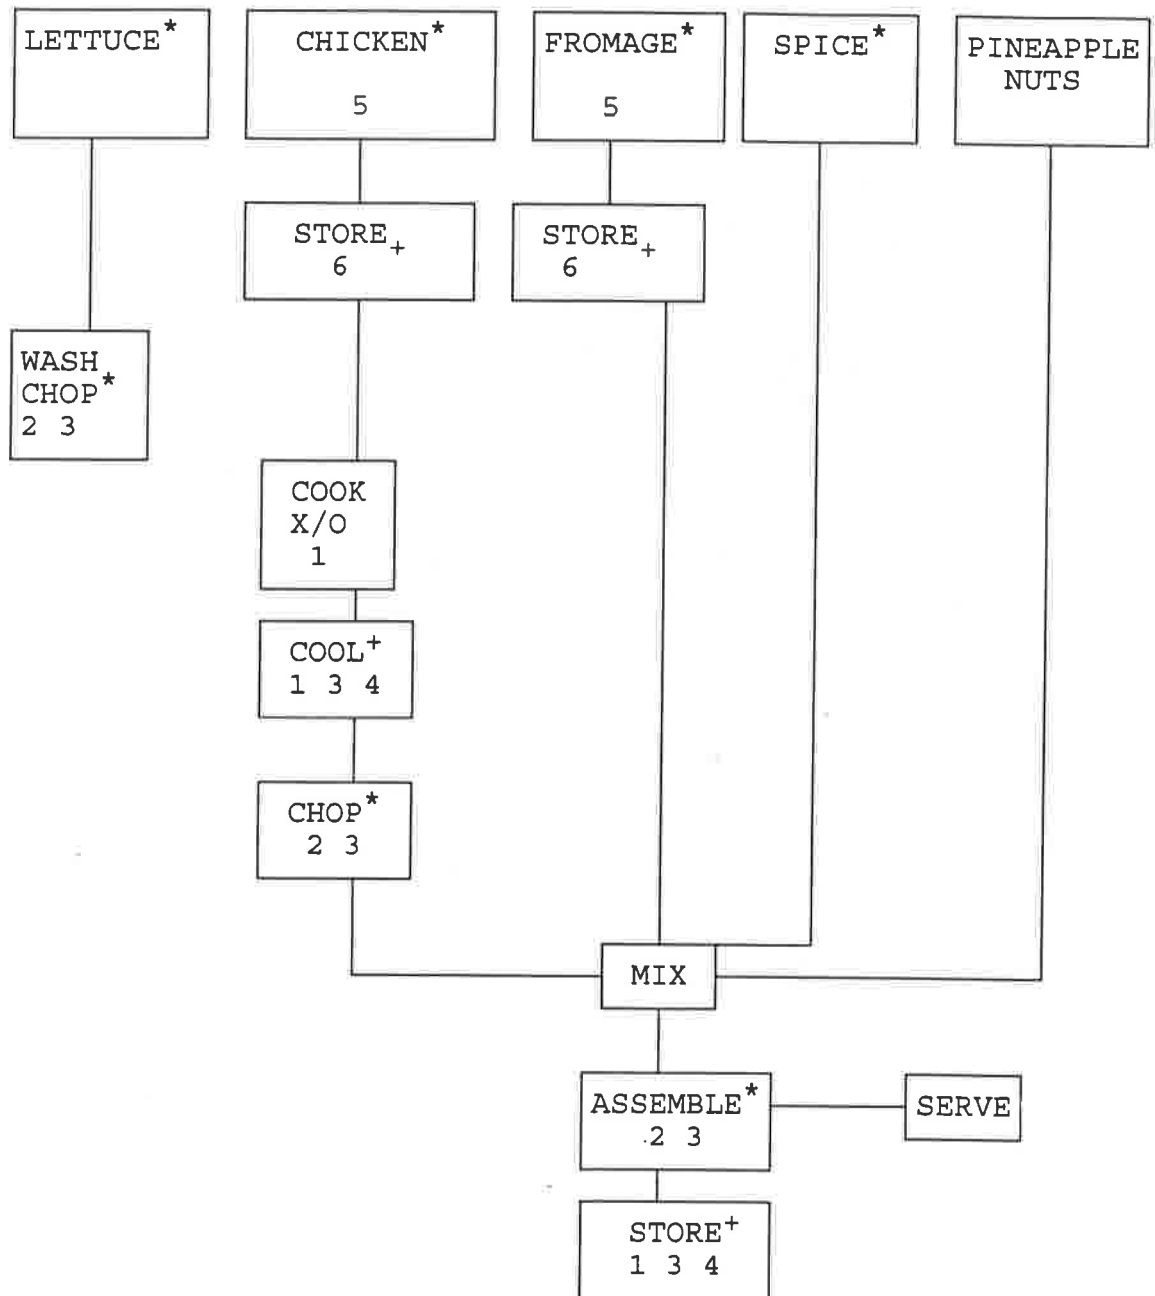 LETTUCE*
CHICKEN*
5
FROMAGE*
5
SPICE*
PINEAPPLE
NUTS
STORE+
6
STORE+
6
WASH
CHOP*
2 3
COOK
X/O
1
COOL+
1 3 4
CHOP*
2 3
MIX
ASSEMBLE*
2 3
SERVE
STORE+
1 3 4